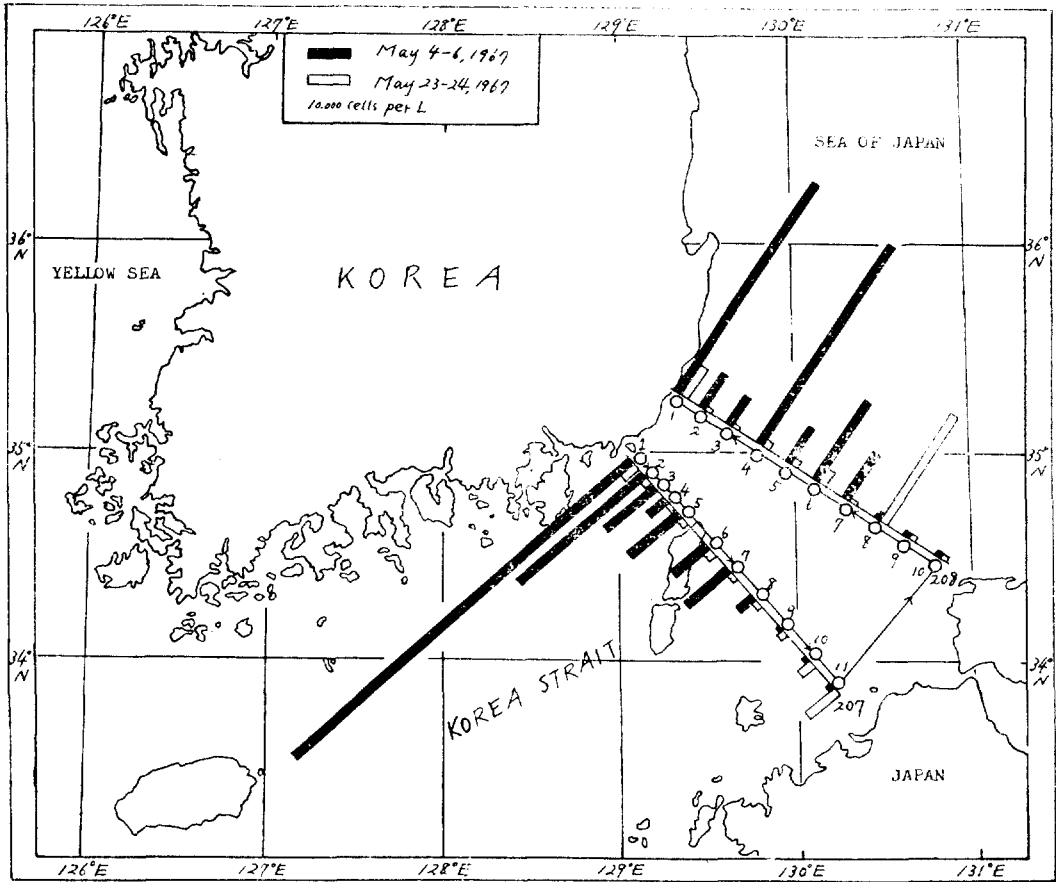 126°E 127°E 128°E 129°E 130°E 131°E
May 4-6, 1967
May 23-24, 1967
10.000 cells per L
SEA OF JAPAN
36°
N
36°
N
YELLOW SEA
KOREA
1
2
3
4
5
6
7
8
9
10
208
35°
N
35°
N
1
2
3
4
5
6
7
8
9
10
11
207
34°
N
34°
N
KOREA STRAIT
JAPAN
126°E 127°E 128°E 129°E 130°E 131°E